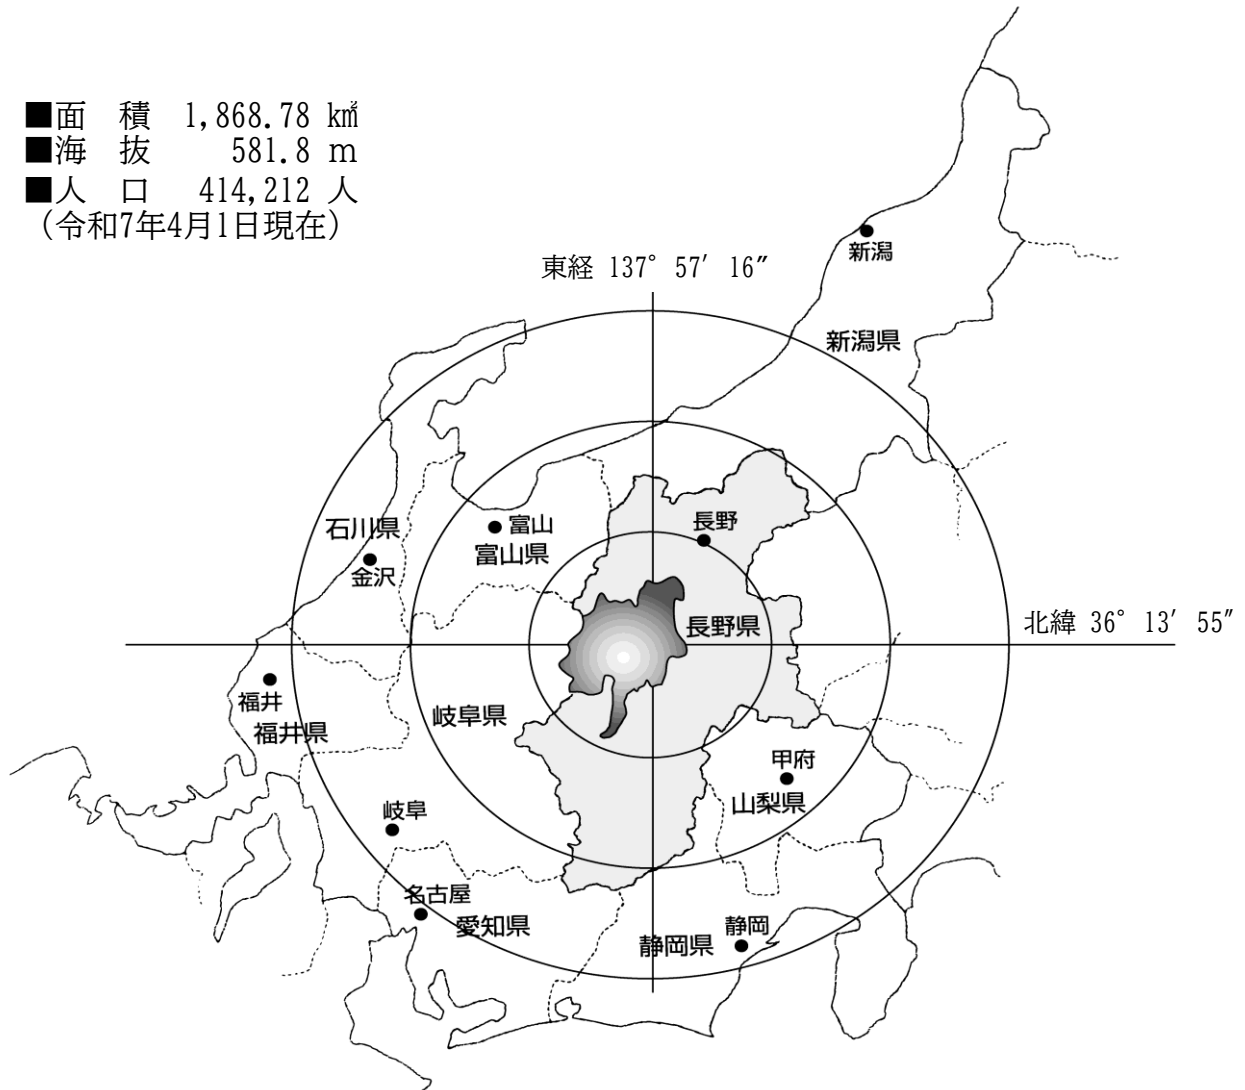 ■面　積　1,868.78 ㎢
■海　抜　581.8 ｍ
■人　口　414,212 人
（令和7年4月1日現在）
新潟
東経 137° 57′ 16″
新潟県
長野
石川県
富山
富山県
金沢
長野県
北緯 36° 13′ 55″
福井
岐阜県
福井県
甲府
山梨県
岐阜
名古屋
愛知県
静岡
静岡県